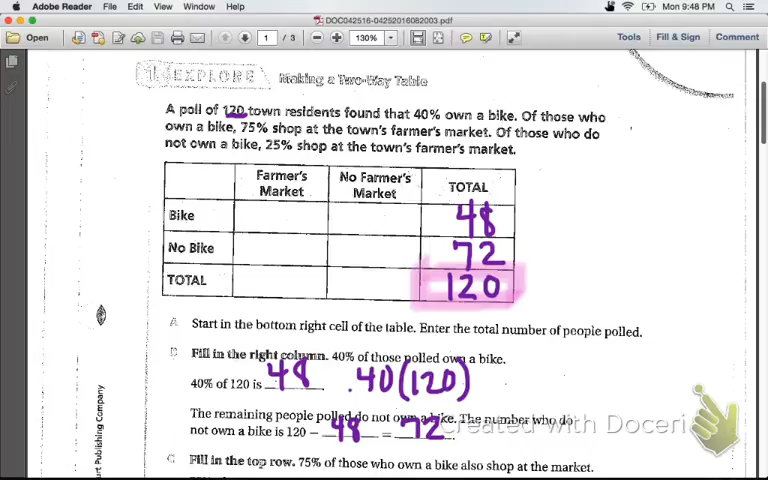 Adobe Reader File Edit View Window Help Mon 9:48 PM
DOC042516-04252016082003.pdf
Open 1 / 3 130% Tools Fill & Sign Comment
EXPLORE Making a Two-Way Table
A poll of 120 town residents found that 40% own a bike. Of those who
own a bike, 75% shop at the town's farmer's market. Of those who do
not own a bike, 25% shop at the town's farmer's market.
Farmer's Market No Farmer's Market TOTAL
Bike 48
No Bike 72
TOTAL 120
A Start in the bottom right cell of the table. Enter the total number of people polled.
B Fill in the right column. 40% of those polled own a bike.
40% of 120 is 48 .40(120)
The remaining people polled do not own a bike. The number who do
not own a bike is 120 − 48 = 72.
created with Doceri
C Fill in the top row. 75% of those who own a bike also shop at the market.
urt Publishing Company